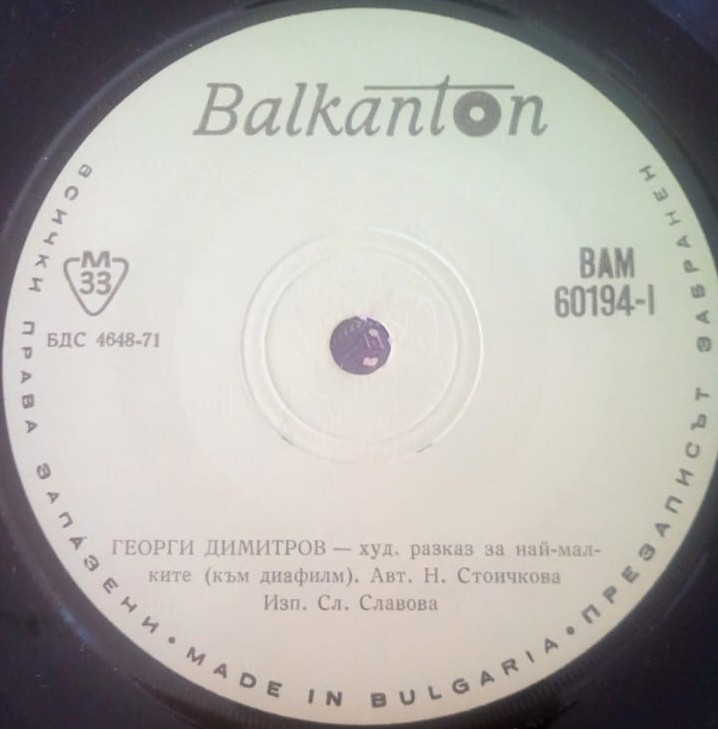 Balkanton
ВСИЧКИ ПРАВА ЗАПАЗЕНИ • MADE IN BULGARIA • ПРЕЗАПИСЪТ ЗАБРАНЕН
М
33
БДС 4648-71
ВАМ
60194-I
ГЕОРГИ ДИМИТРОВ — худ. разказ за най-мал-
ките (към диафилм). Авт. Н. Стоичкова
Изп. Сл. Славова